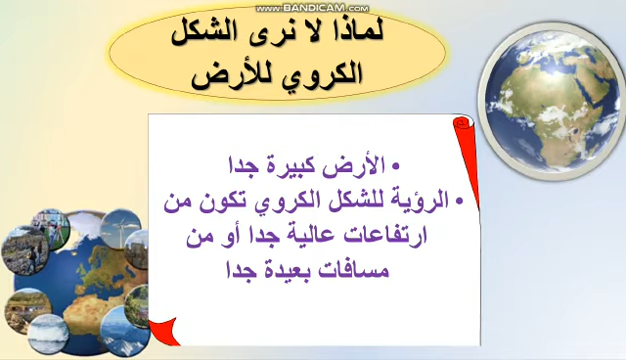 www.BANDICAM.com
لماذا لا نرى الشكل
الكروي للأرض
• الأرض كبيرة جدا
• الرؤية للشكل الكروي تكون من
ارتفاعات عالية جدا أو من
مسافات بعيدة جدا